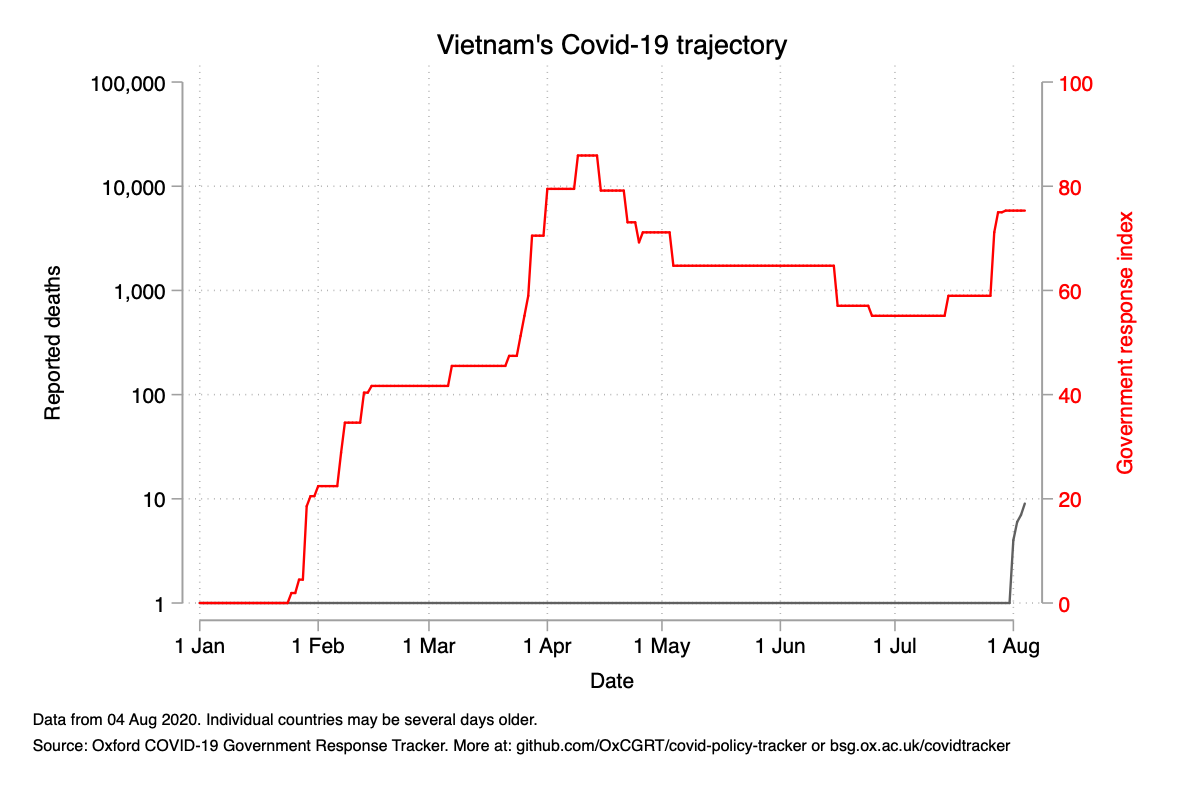 Vietnam's Covid-19 trajectory
100,000
10,000
1,000
100
10
1
Reported deaths
100
80
60
40
20
0
Government response index
1 Jan
1 Feb
1 Mar
1 Apr
1 May
1 Jun
1 Jul
1 Aug
Date
Data from 04 Aug 2020. Individual countries may be several days older.
Source: Oxford COVID-19 Government Response Tracker. More at: github.com/OxCGRT/covid-policy-tracker or bsg.ox.ac.uk/covidtracker